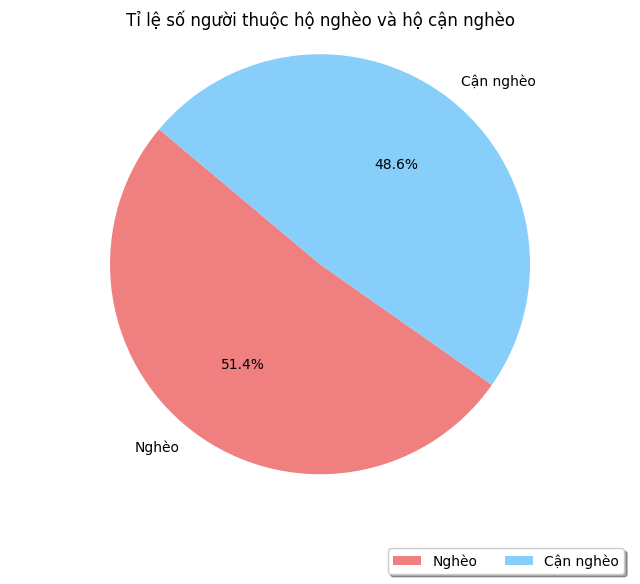 Tỉ lệ số người thuộc hộ nghèo và hộ cận nghèo
Cận nghèo
48.6%
51.4%
Nghèo
Nghèo Cận nghèo